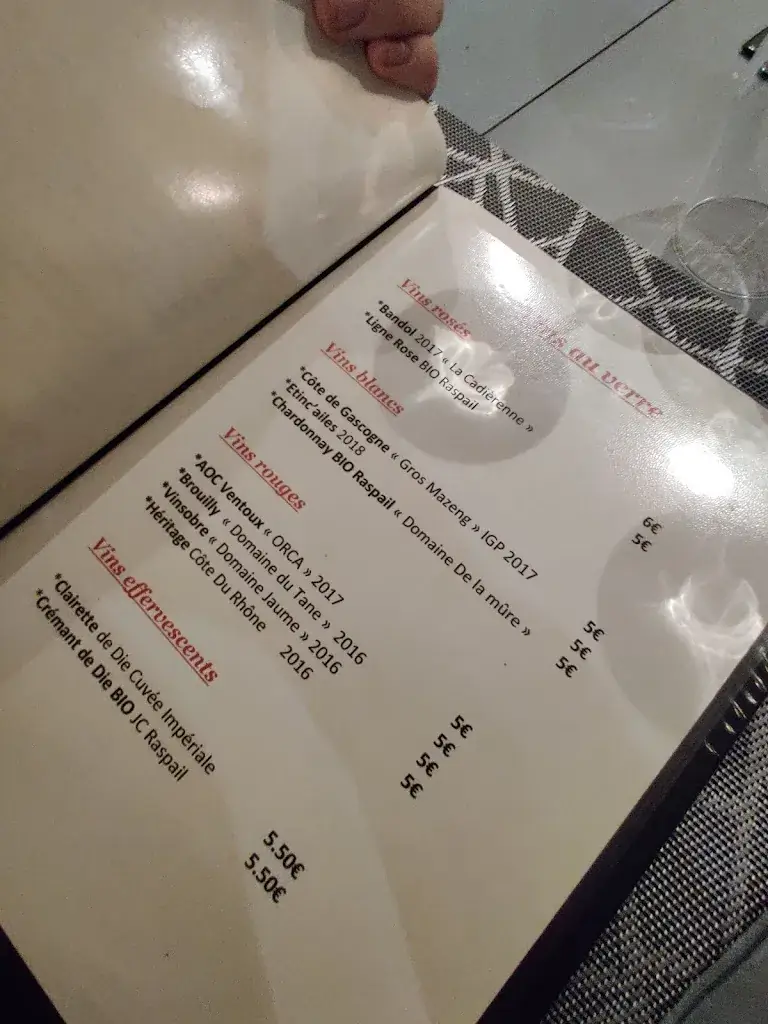 au verre
Vins rosés
*Bandol 2017 « La Cadièrenne » 6€
*Ligne Rose BIO Raspail 5€
Vins blancs
*Côte de Gascogne « Gros Mazeng » IGP 2017 5€
*Etinc'ailes 2018 5€
*Chardonnay BIO Raspail « Domaine De la mûre » 5€
Vins rouges
*AOC Ventoux « ORCA » 2017 5€
*Brouilly « Domaine du Tane » 2016 5€
*Vinsobre « Domaine Jaume » 2016 5€
*Héritage Côte Du Rhône 2016 5€
Vins effervescents
*Clairette de Die Cuvée Impériale 5.50€
*Crémant de Die BIO JC Raspail 5.50€